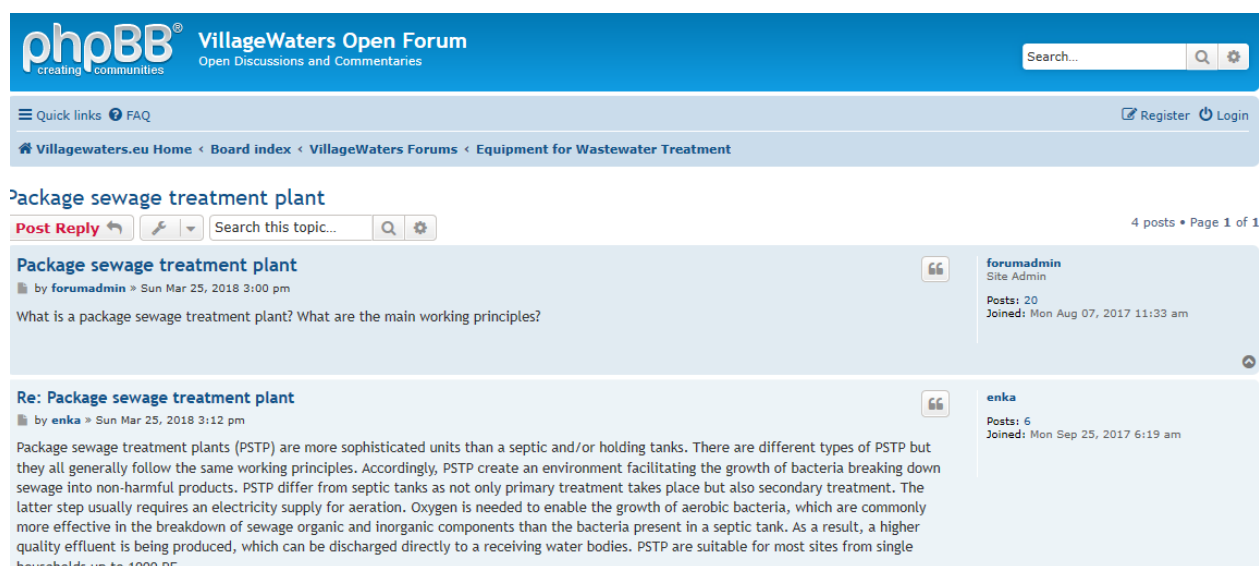 phpBB®
creating communities
VillageWaters Open Forum
Open Discussions and Commentaries
Search...
Quick links FAQ
Register Login
Villagewaters.eu Home ‹ Board index ‹ VillageWaters Forums ‹ Equipment for Wastewater Treatment
Package sewage treatment plant
Post Reply
Search this topic...
4 posts • Page 1 of 1
Package sewage treatment plant
by forumadmin » Sun Mar 25, 2018 3:00 pm
What is a package sewage treatment plant? What are the main working principles?
forumadmin
Site Admin
Posts: 20
Joined: Mon Aug 07, 2017 11:33 am
Re: Package sewage treatment plant
by enka » Sun Mar 25, 2018 3:12 pm
Package sewage treatment plants (PSTP) are more sophisticated units than a septic and/or holding tanks. There are different types of PSTP but
they all generally follow the same working principles. Accordingly, PSTP create an environment facilitating the growth of bacteria breaking down
sewage into non-harmful products. PSTP differ from septic tanks as not only primary treatment takes place but also secondary treatment. The
latter step usually requires an electricity supply for aeration. Oxygen is needed to enable the growth of aerobic bacteria, which are commonly
more effective in the breakdown of sewage organic and inorganic components than the bacteria present in a septic tank. As a result, a higher
quality effluent is being produced, which can be discharged directly to a receiving water bodies. PSTP are suitable for most sites from single
households up to 1000 PE
enka
Posts: 6
Joined: Mon Sep 25, 2017 6:19 am